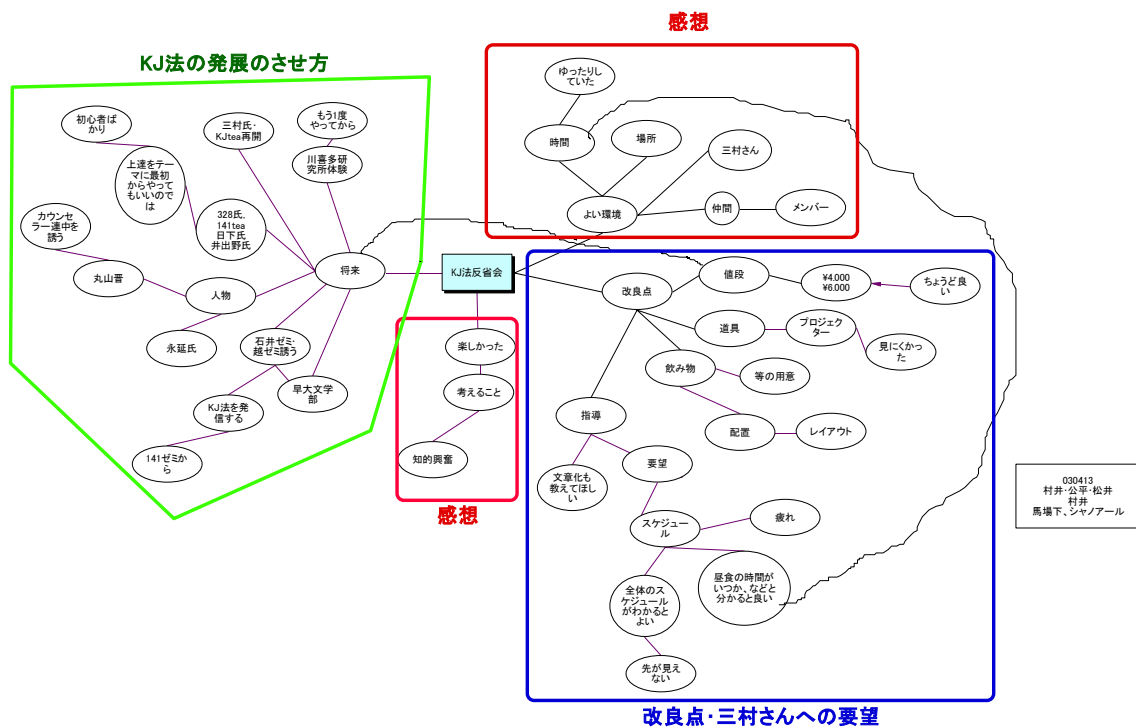 感想
KJ法の発展のさせ方
ゆったりし
ていた
時間
場所
三村さん
よい環境
仲間
メンバー
初心者ば
かり
三村氏・
KJtea再開
もう1度
やってから
上達をテー
マに最初
からやって
もいいので
は
川喜多研
究所体験
カウンセ
ラー連中を
誘う
328氏.
141tea
日下氏
井出野氏
丸山晋
人物
将来
永延氏
石井ゼミ・
越ゼミ誘う
早大文学
部
KJ法を発
信する
141ゼミか
ら
KJ法反省会
楽しかった
考えること
知的興奮
感想
改良点
値段
¥4.000
¥6.000
ちょうど良
い
道具
プロジェク
ター
見にくかっ
た
飲み物
等の用意
配置
レイアウト
指導
要望
文章化も
教えてほし
い
スケジュー
ル
疲れ
全体のス
ケジュール
がわかると
よい
昼食の時間が
いつか、などと
分かると良い
先が見え
ない
改良点・三村さんへの要望
030413
村井・公平・松井
村井
馬場下、シャノアール